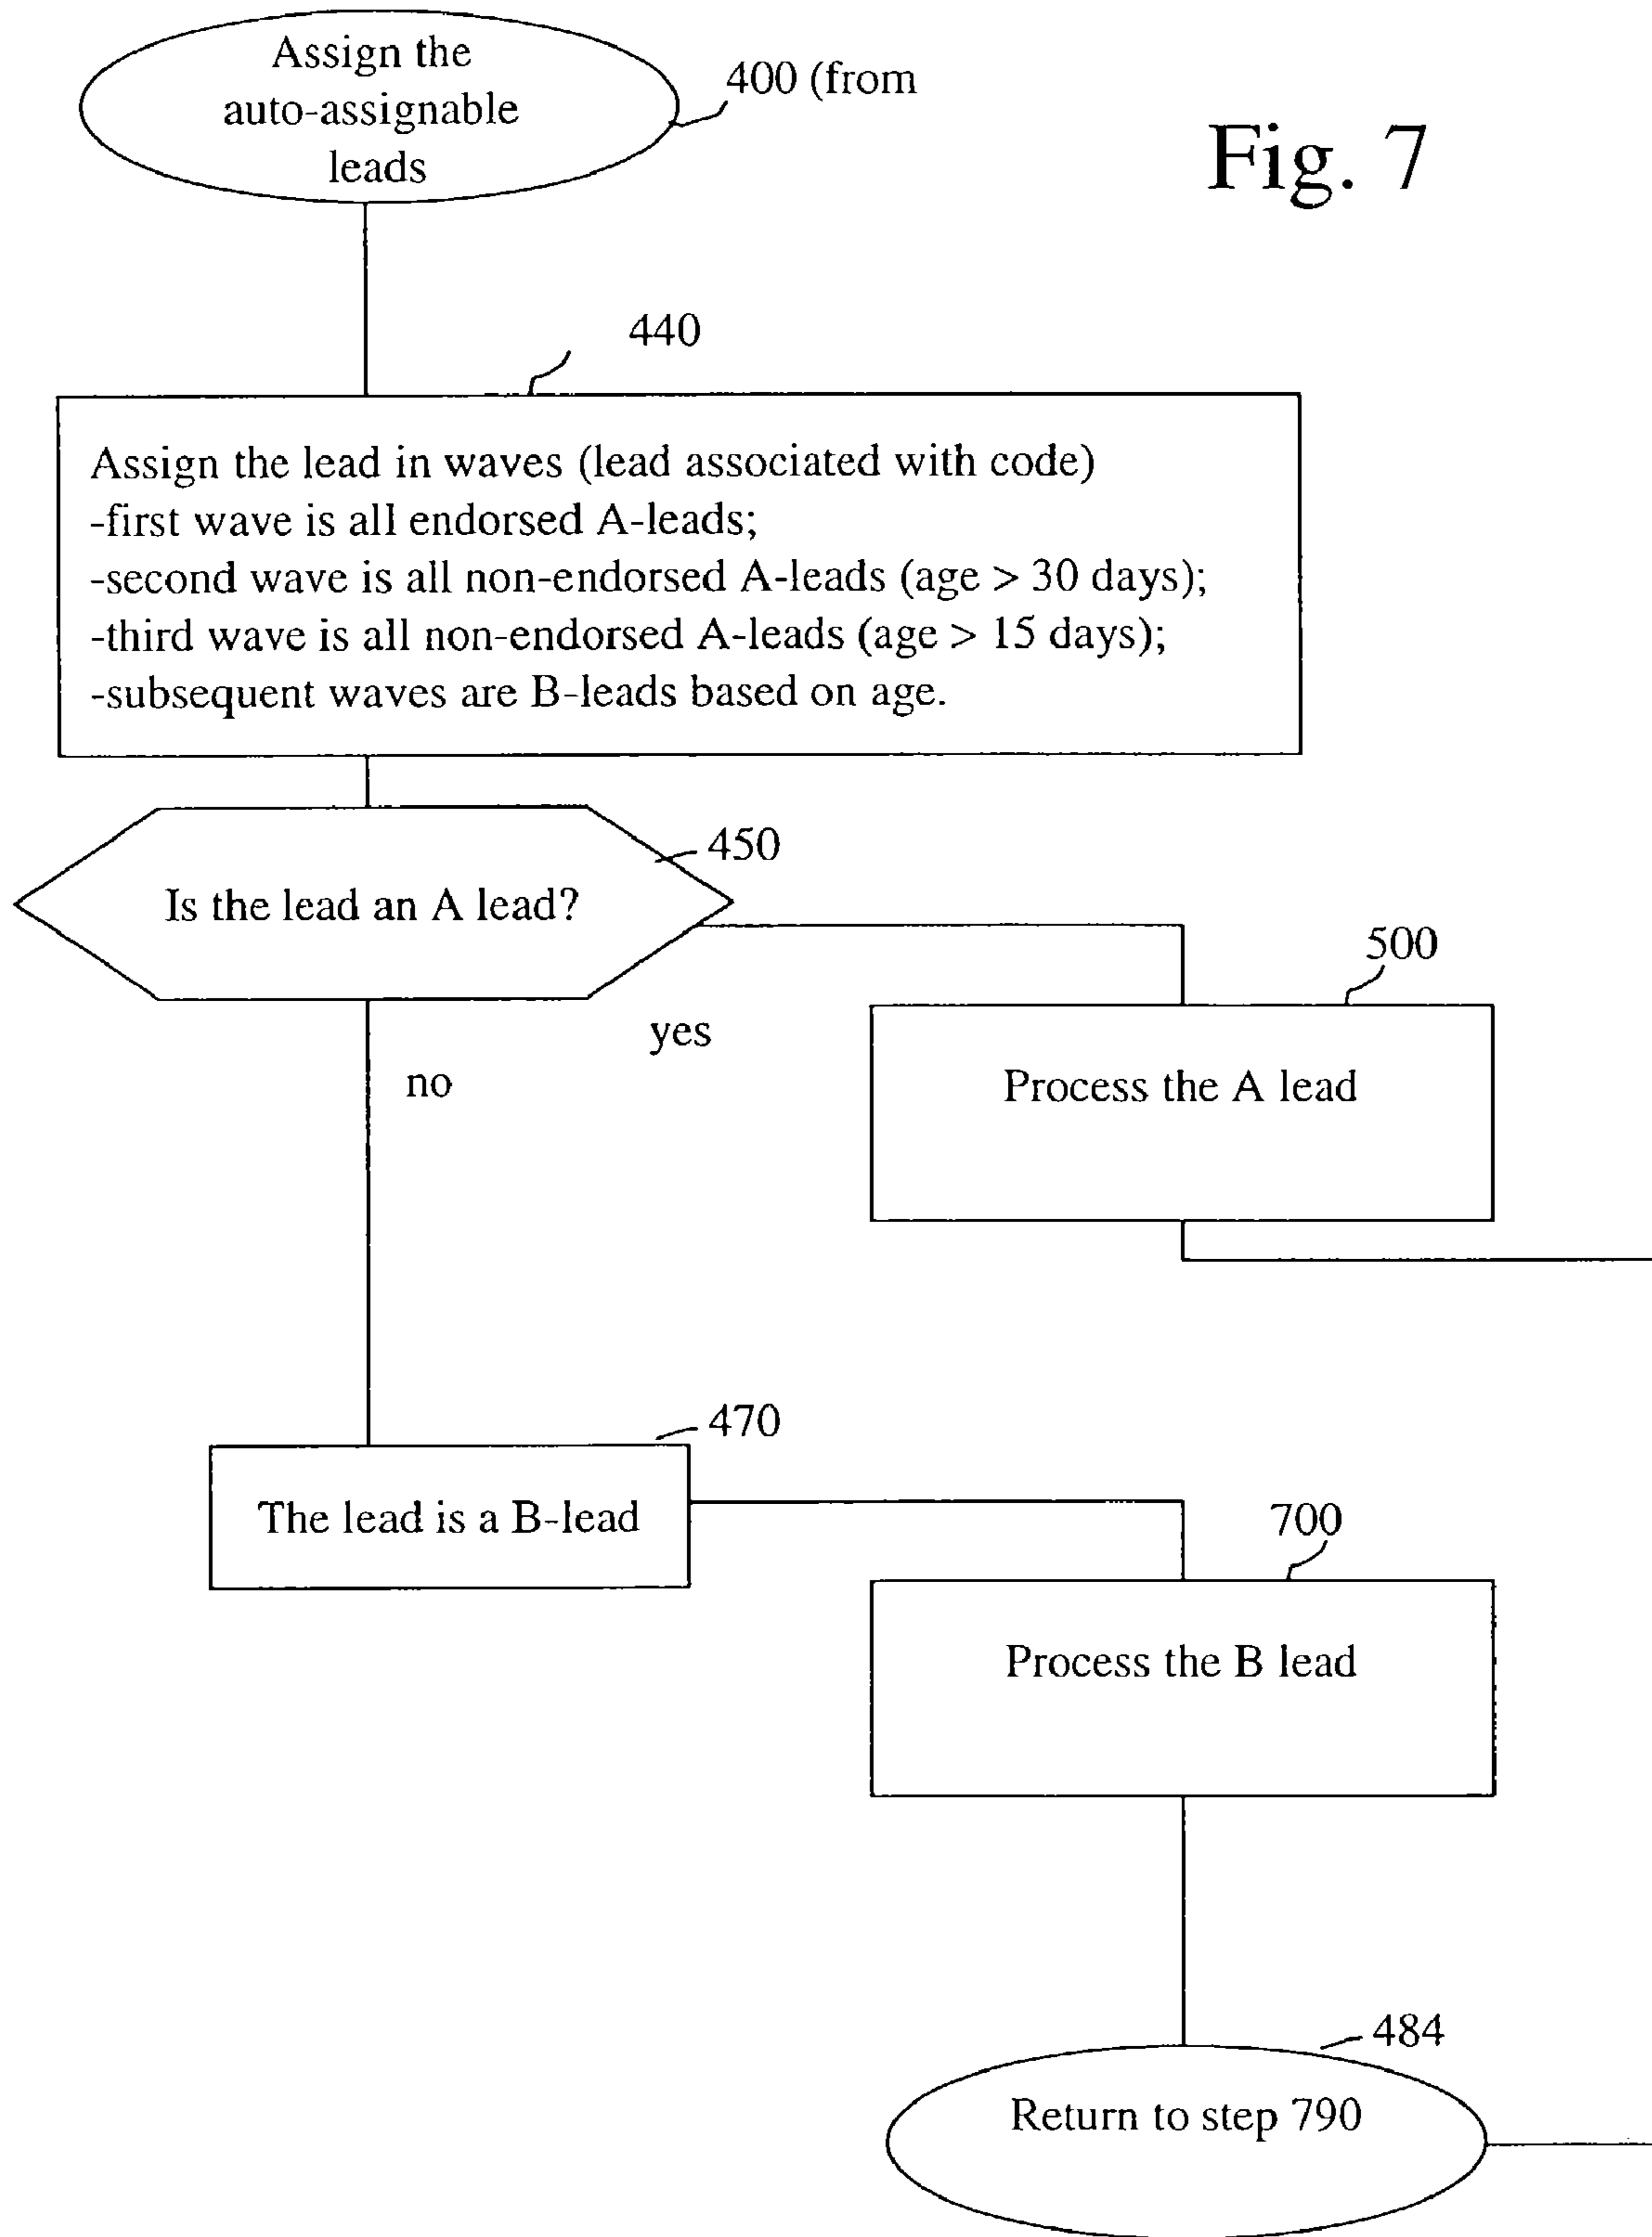 Assign the
auto-assignable
leads
400 (from
Fig. 7
440
Assign the lead in waves (lead associated with code)
-first wave is all endorsed A-leads;
-second wave is all non-endorsed A-leads (age > 30 days);
-third wave is all non-endorsed A-leads (age > 15 days);
-subsequent waves are B-leads based on age.
450
Is the lead an A lead?
500
yes
no
Process the A lead
470
The lead is a B-lead
700
Process the B lead
484
Return to step 790